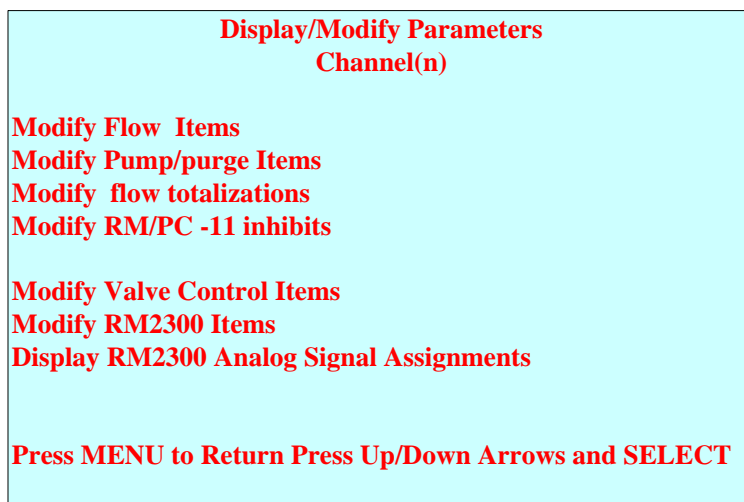 Display/Modify Parameters
Channel(n)
Modify Flow  Items
Modify Pump/purge Items
Modify  flow totalizations
Modify RM/PC -11 inhibits
Modify Valve Control Items
Modify RM2300 Items
Display RM2300 Analog Signal Assignments
Press MENU to Return Press Up/Down Arrows and SELECT